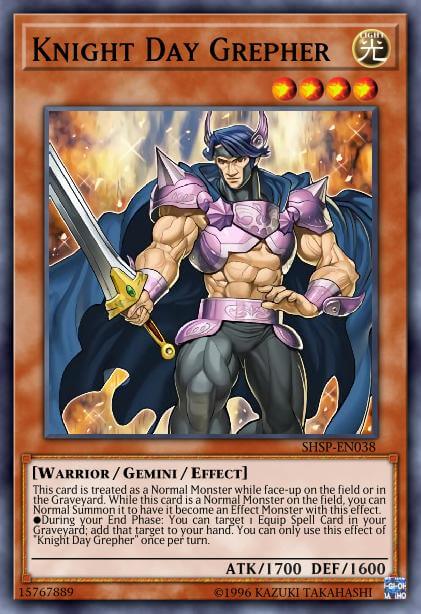 Knight Day Grepher
LIGHT
光
SHSP-EN038
[Warrior / Gemini / Effect]
This card is treated as a Normal Monster while face-up on the field or in
the Graveyard. While this card is a Normal Monster on the field, you can
Normal Summon it to have it become an Effect Monster with this effect.
●During your End Phase: You can target 1 Equip Spell Card in your
Graveyard; add that target to your hand. You can only use this effect of
"Knight Day Grepher" once per turn.
ATK/1700 DEF/1600
15767889
©1996 KAZUKI TAKAHASHI